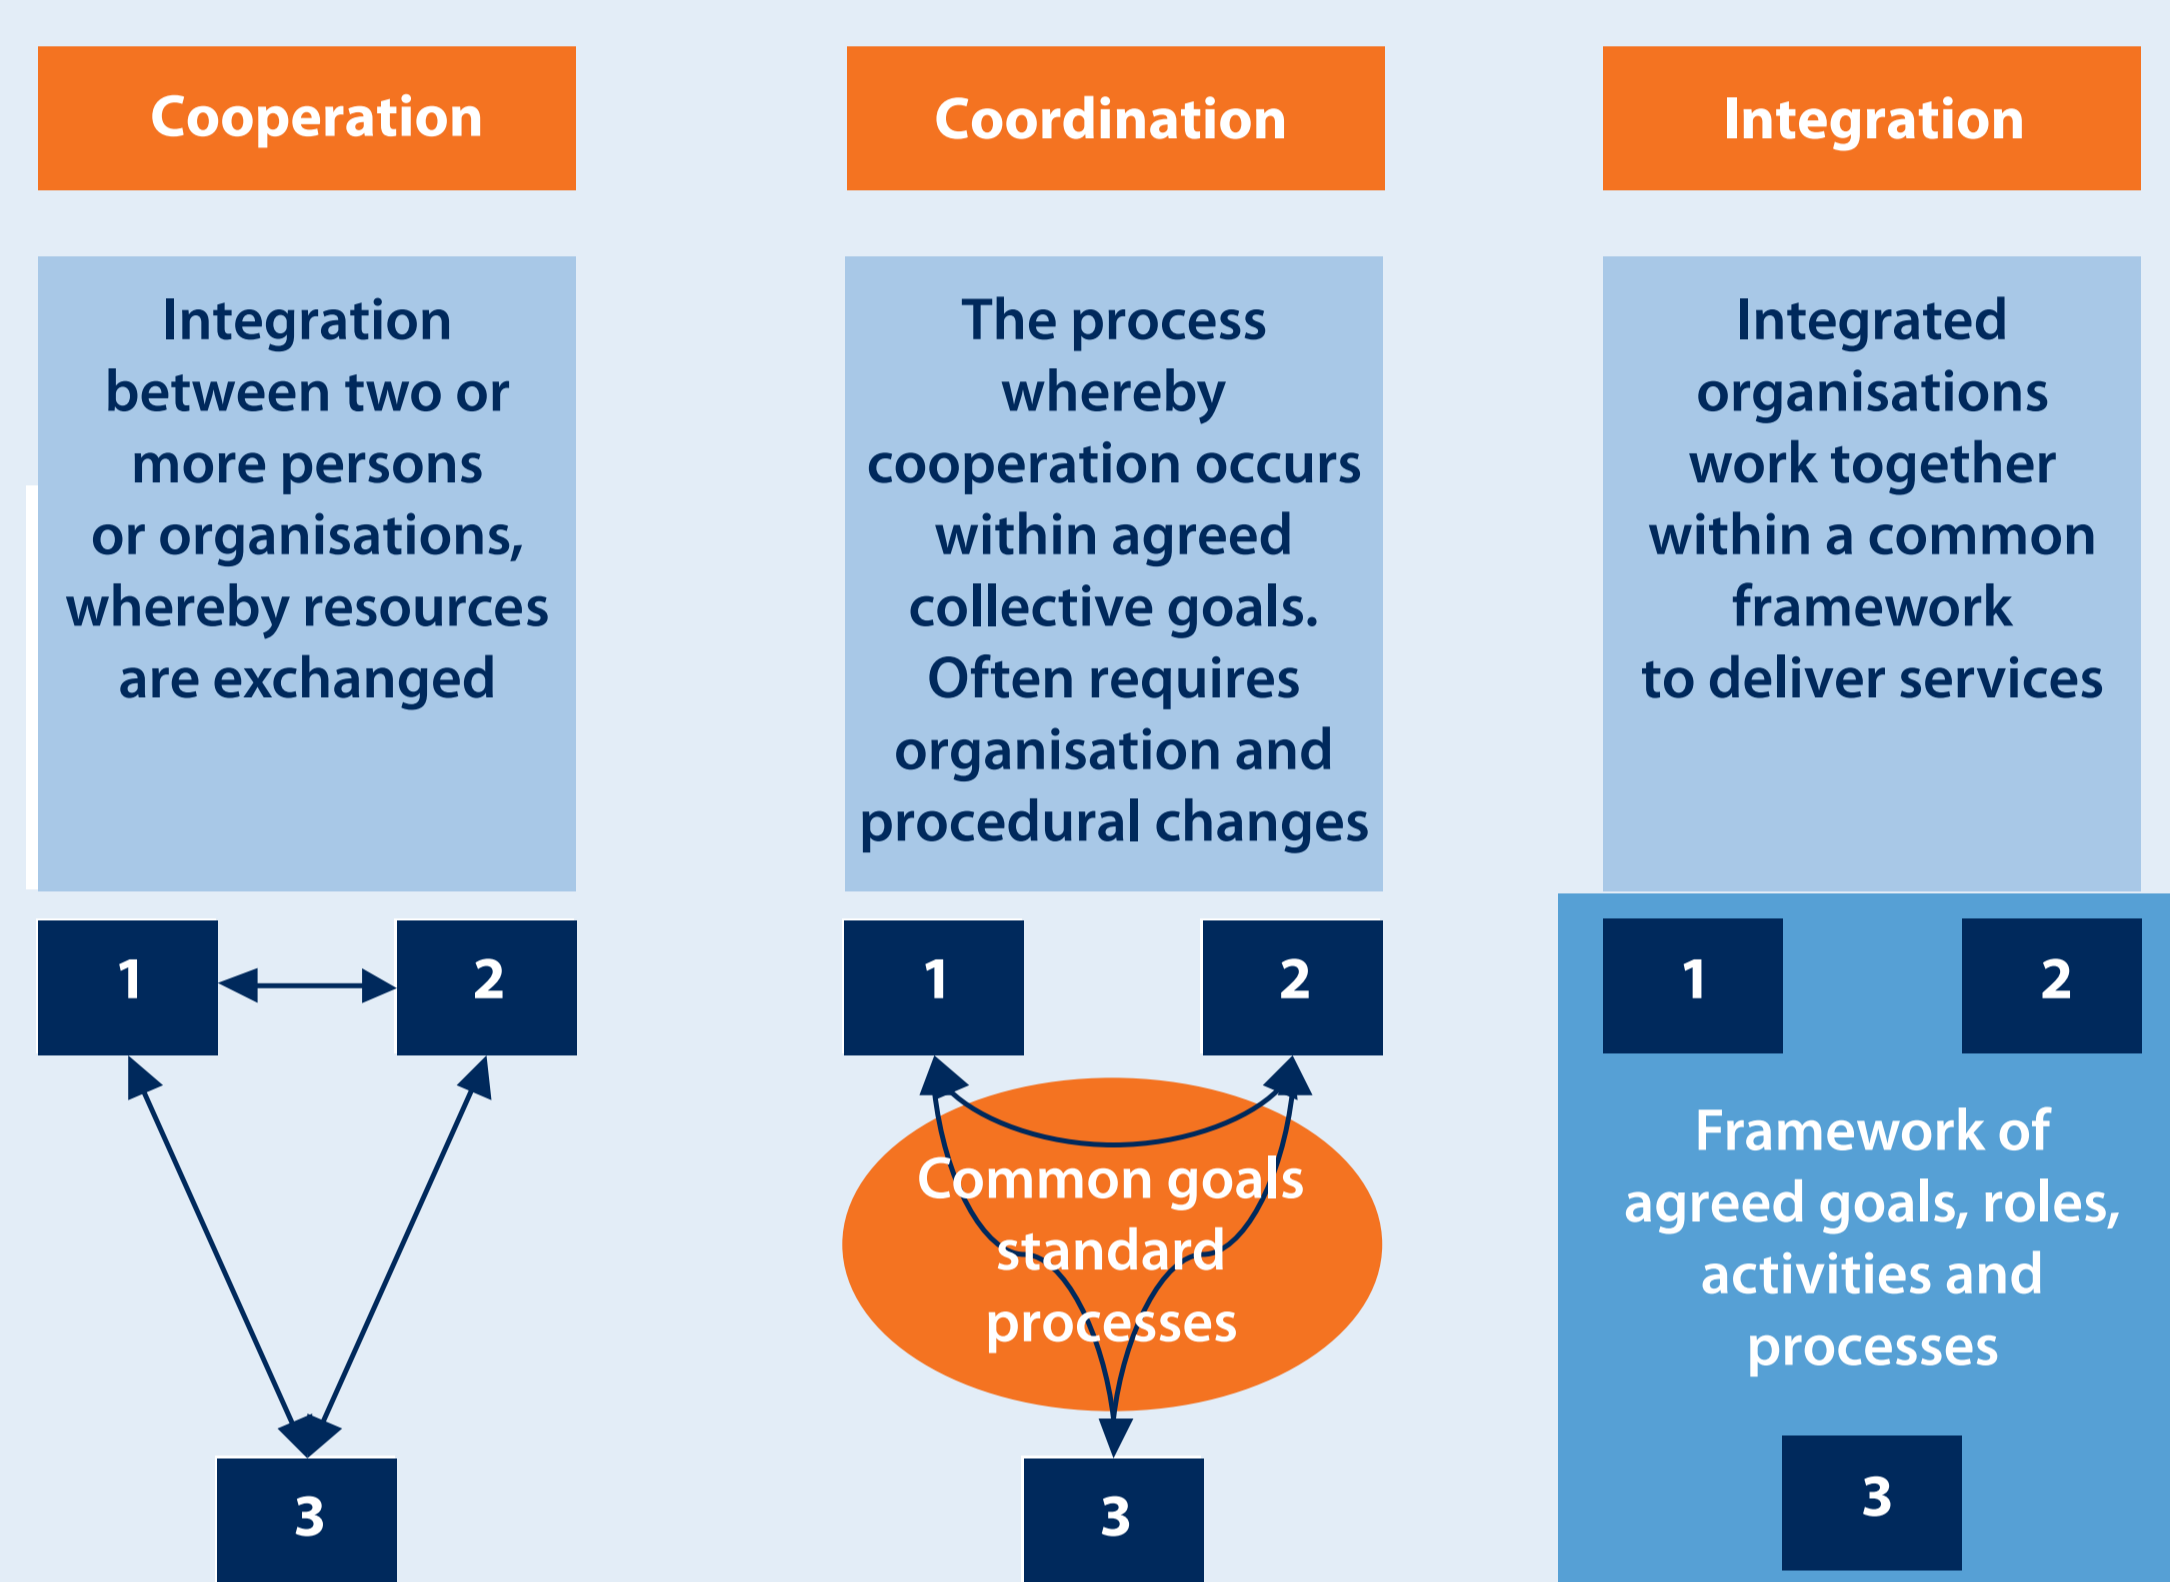 Cooperation
Integration
between two or
more persons
or organisations,
whereby resources
are exchanged
1
2
3
Coordination
The process
whereby
cooperation occurs
within agreed
collective goals.
Often requires
organisation and
procedural changes
1
2
Common goals
standard
processes
3
Integration
Integrated
organisations
work together
within a common
framework
to deliver services
1
2
Framework of
agreed goals, roles,
activities and
processes
3